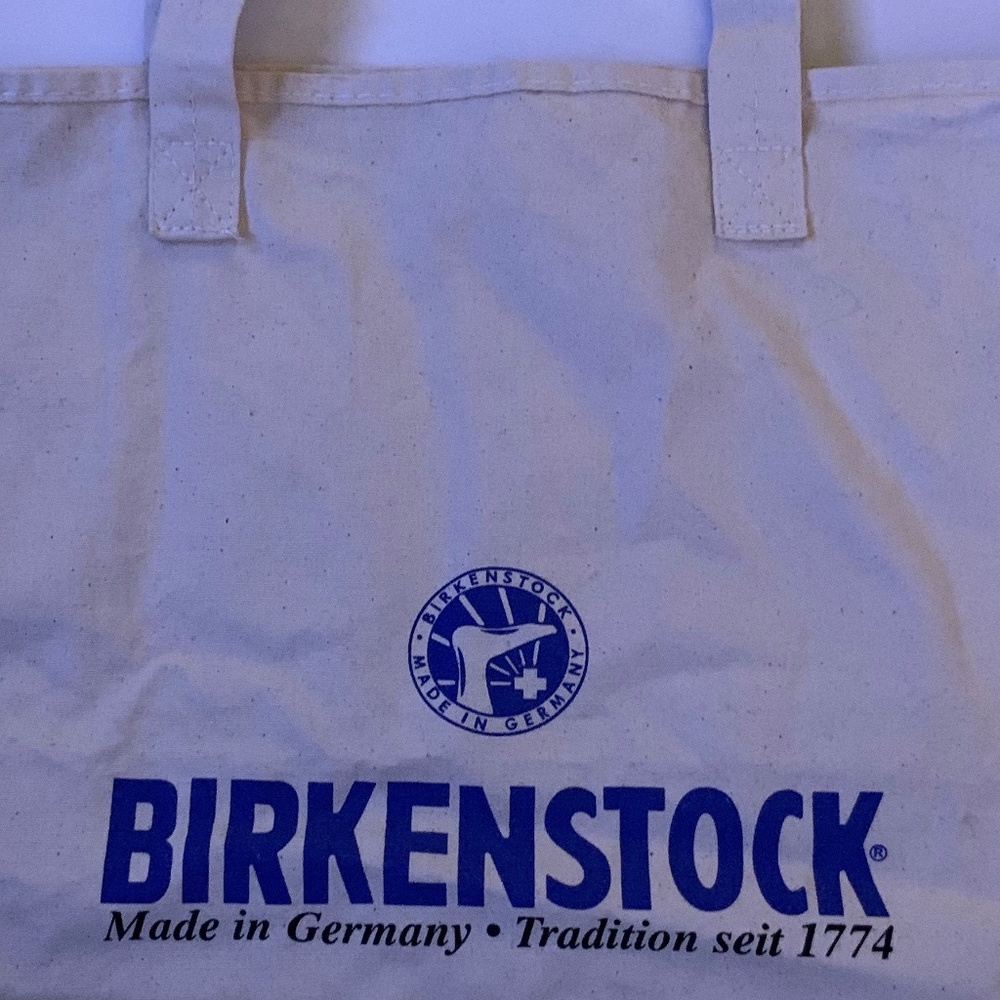 • BIRKENSTOCK •
MADE IN GERMANY
BIRKENSTOCK®
Made in Germany • Tradition seit 1774